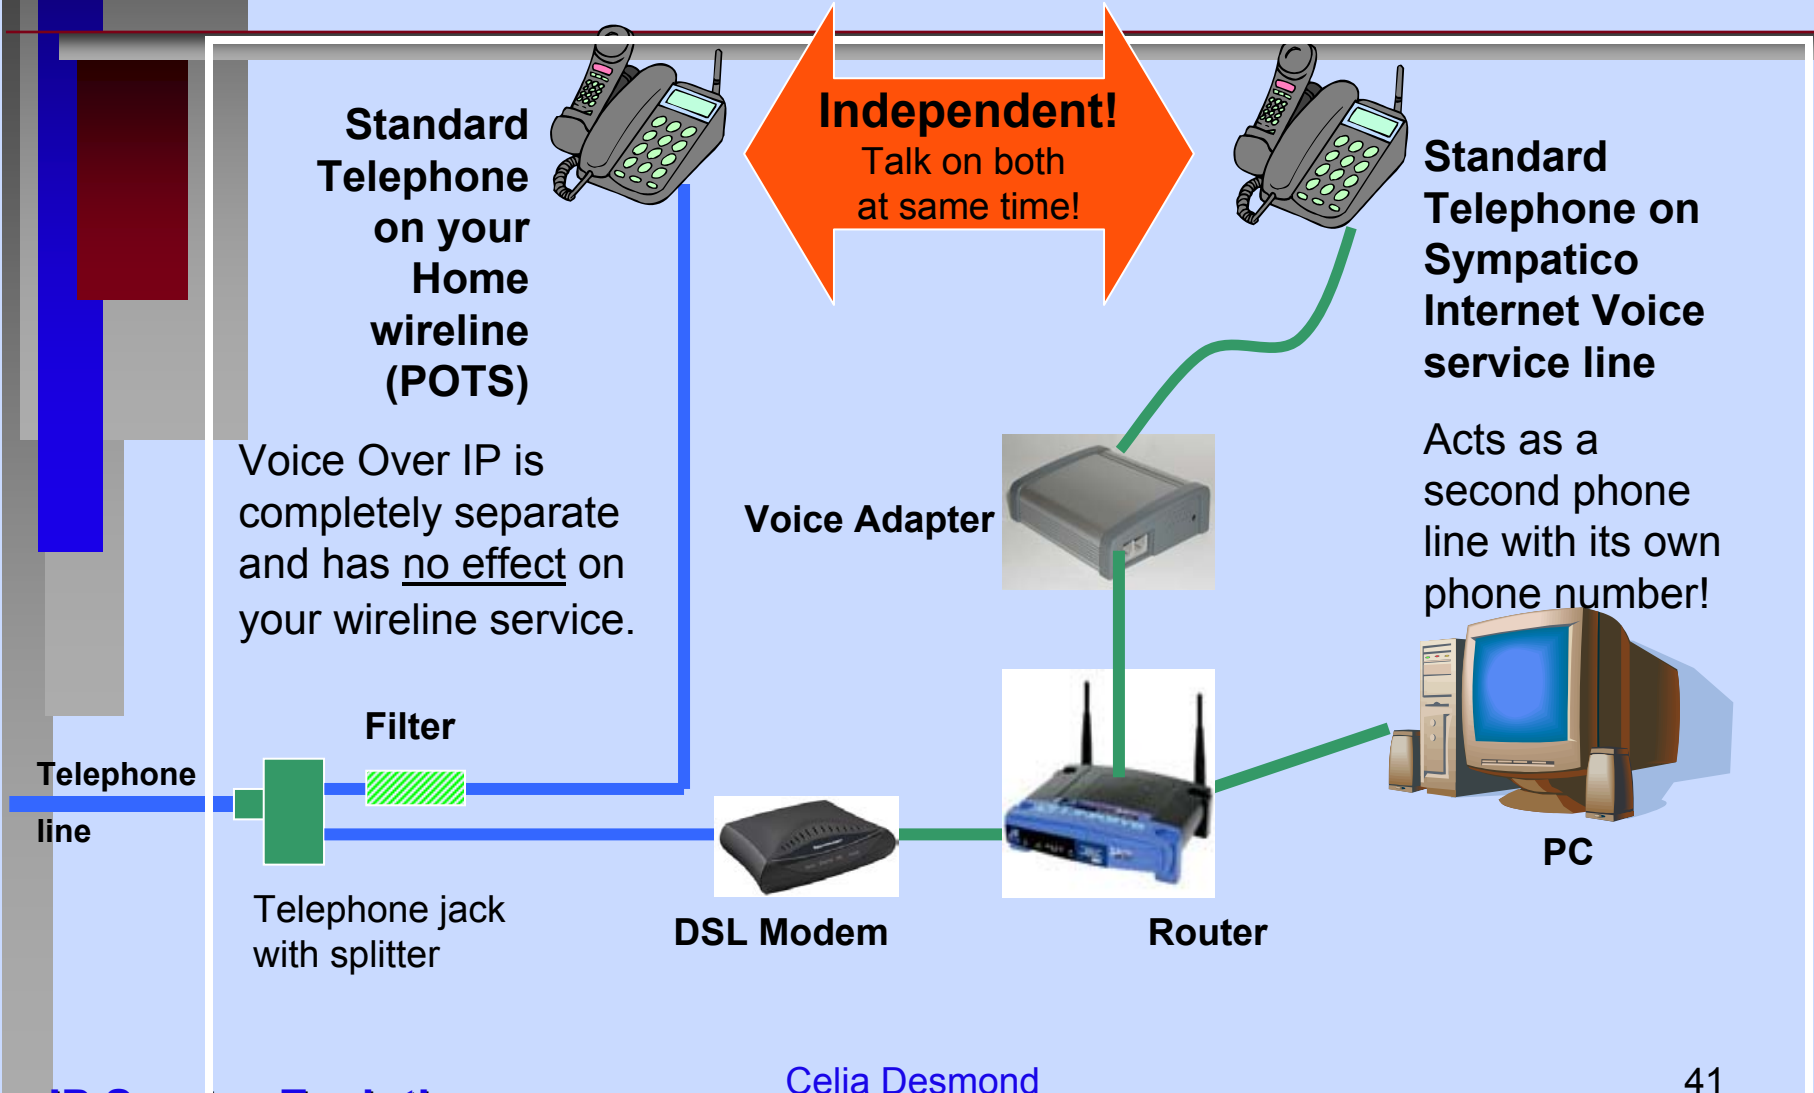 Independent!
Talk on both
at same time!
Standard
Telephone
on your
Home
wireline
(POTS)
Standard
Telephone on
Sympatico
Internet Voice
service line
Voice Over IP is
completely separate
and has no effect on
your wireline service.
Acts as a
second phone
line with its own
phone number!
Voice Adapter
Filter
Telephone
line
Telephone jack
with splitter
DSL Modem
Router
PC
Celia Desmond
41